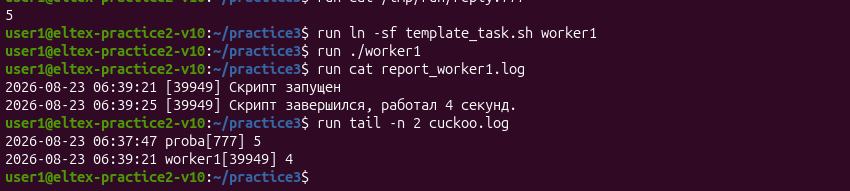 5
user1@eltex-practice2-v10:~/practice3$ run ln -sf template_task.sh worker1
user1@eltex-practice2-v10:~/practice3$ run ./worker1
user1@eltex-practice2-v10:~/practice3$ run cat report_worker1.log
2026-08-23 06:39:21 [39949] Скрипт запущен
2026-08-23 06:39:25 [39949] Скрипт завершился, работал 4 секунд.
user1@eltex-practice2-v10:~/practice3$ run tail -n 2 cuckoo.log
2026-08-23 06:37:47 proba[777] 5
2026-08-23 06:39:21 worker1[39949] 4
user1@eltex-practice2-v10:~/practice3$